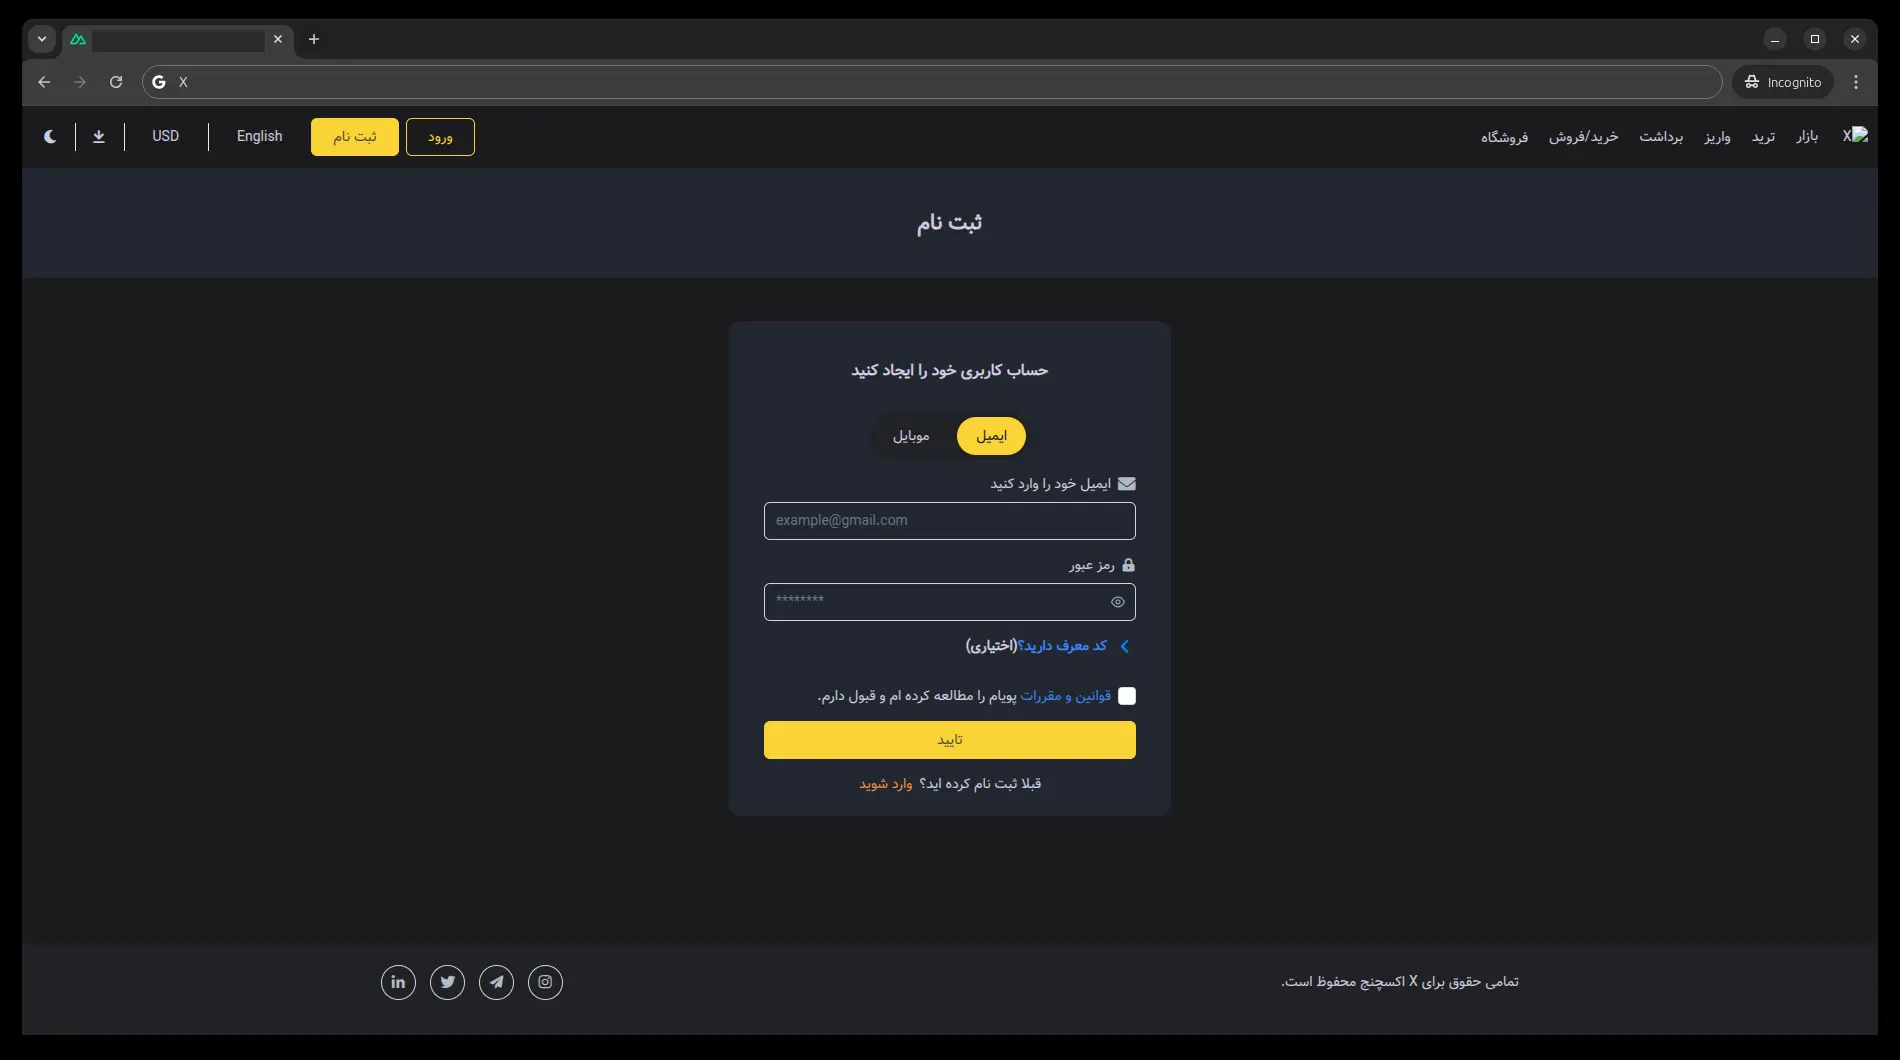 X
Incognito
X
بازار
ترید
واریز
برداشت
خرید/فروش
فروشگاه
ورود
ثبت نام
English
USD
ثبت نام
حساب کاربری خود را ایجاد کنید
ایمیل
موبایل
ایمیل خود را وارد کنید
example@gmail.com
رمز عبور
********
کد معرف دارید؟(اختیاری)
قوانین و مقررات پویام را مطالعه کرده ام و قبول دارم.
تایید
قبلا ثبت نام کرده اید؟ وارد شوید
تمامی حقوق برای X اکسچنج محفوظ است.